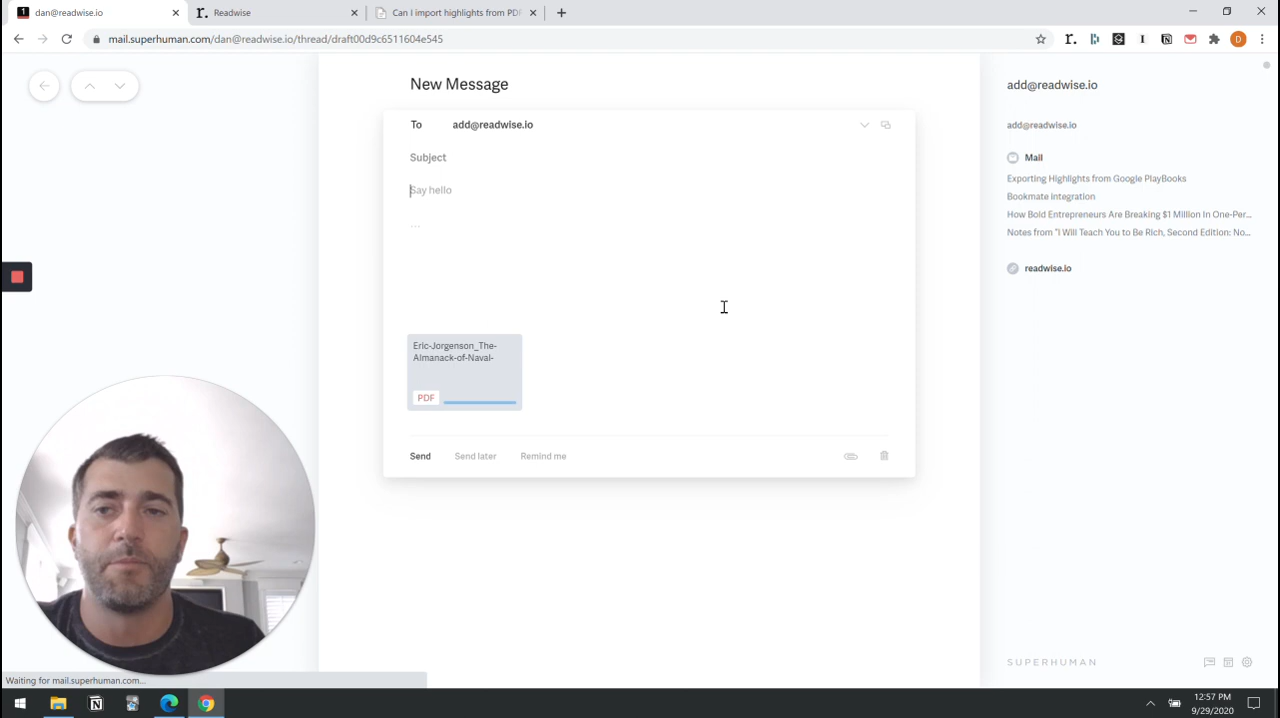 dan@readwise.io
r. Readwise
Can I import highlights from PDF
mail.superhuman.com/dan@readwise.io/thread/draft00d9c6511604e545
r.
D
New Message
To add@readwise.io
Subject
Say hello
...
Eric-Jorgenson_The-
Almanack-of-Naval-
PDF
Send Send later Remind me
add@readwise.io
add@readwise.io
Mail
Exporting Highlights from Google PlayBooks
Bookmate Integration
How Bold Entrepreneurs Are Breaking $1 Million In One-Per...
Notes from "I Will Teach You to Be Rich, Second Edition: No...
readwise.io
SUPERHUMAN
Waiting for mail.superhuman.com...
12:57 PM
9/29/2020